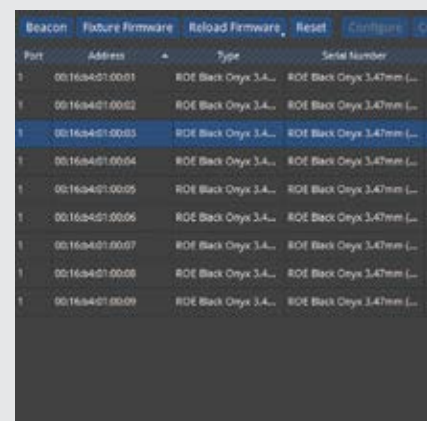 Beacon Fixture Firmware Reload Firmware Reset Configure
Port Address Type Serial Number
1 00:16:b4:01:00:01 ROE Black Onyx 3.4... ROE Black Onyx 3.47mm (...
1 00:16:b4:01:00:02 ROE Black Onyx 3.4... ROE Black Onyx 3.47mm (...
1 00:16:b4:01:00:03 ROE Black Onyx 3.4... ROE Black Onyx 3.47mm (...
1 00:16:b4:01:00:04 ROE Black Onyx 3.4... ROE Black Onyx 3.47mm (...
1 00:16:b4:01:00:05 ROE Black Onyx 3.4... ROE Black Onyx 3.47mm (...
1 00:16:b4:01:00:06 ROE Black Onyx 3.4... ROE Black Onyx 3.47mm (...
1 00:16:b4:01:00:07 ROE Black Onyx 3.4... ROE Black Onyx 3.47mm (...
1 00:16:b4:01:00:08 ROE Black Onyx 3.4... ROE Black Onyx 3.47mm (...
1 00:16:b4:01:00:09 ROE Black Onyx 3.4... ROE Black Onyx 3.47mm (...